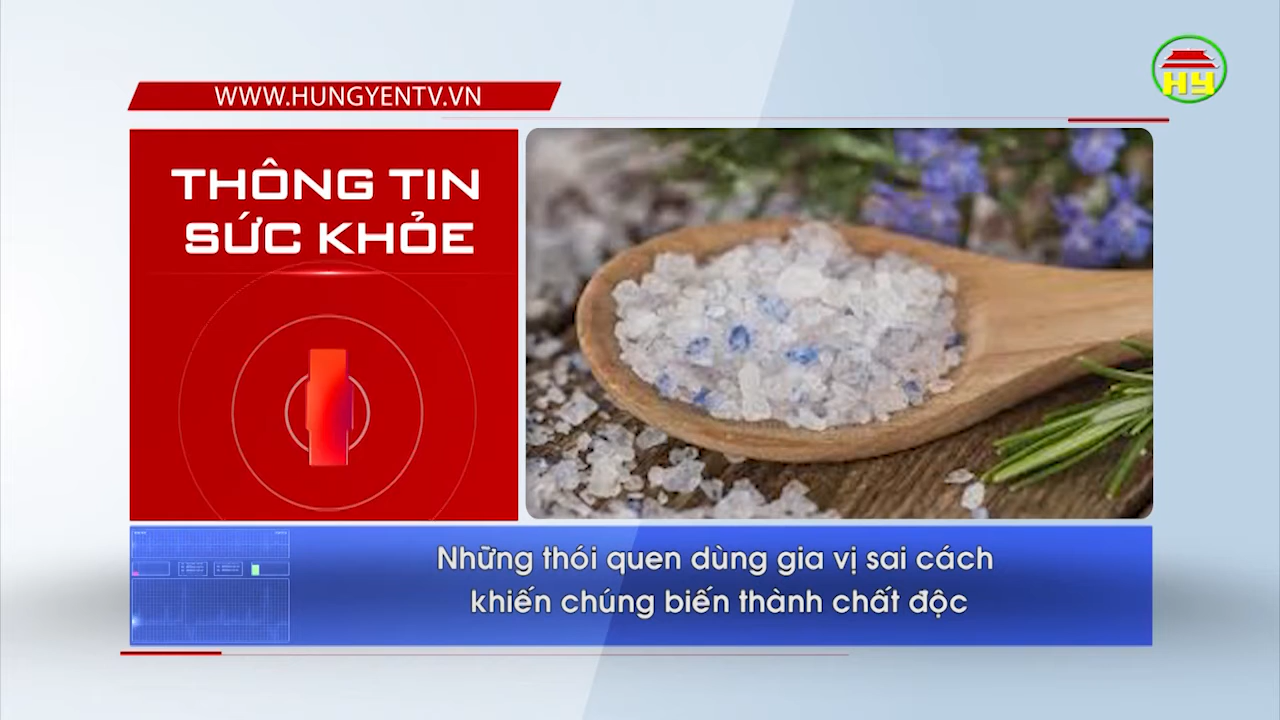 WWW.HUNGYENTV.VN
HY
THÔNG TIN
SỨC KHỎE
Những thói quen dùng gia vị sai cách
khiến chúng biến thành chất độc